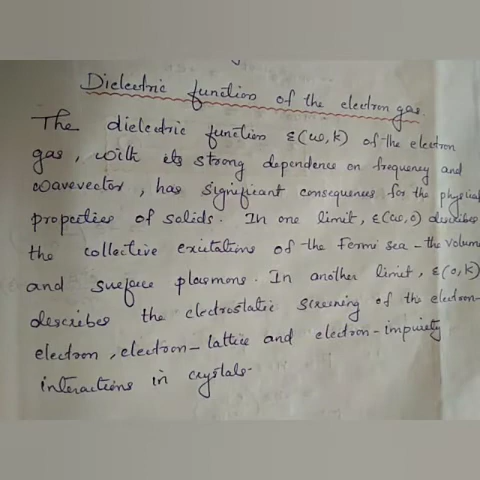 Dielectric function of the electron gas.
The dielectric function ε(ω,k) of the electron
gas, with its strong dependence on frequency and
wavevector, has significant consequences for the physical
properties of solids. In one limit, ε(ω,0) describes
the collective exitations of the Fermi sea - the volume
and surface plasmons. In another limit, ε(0,k)
describes the electrostatic screening of the electron-
electron, electron-lattice and electron-impurity
interactions in crystals.